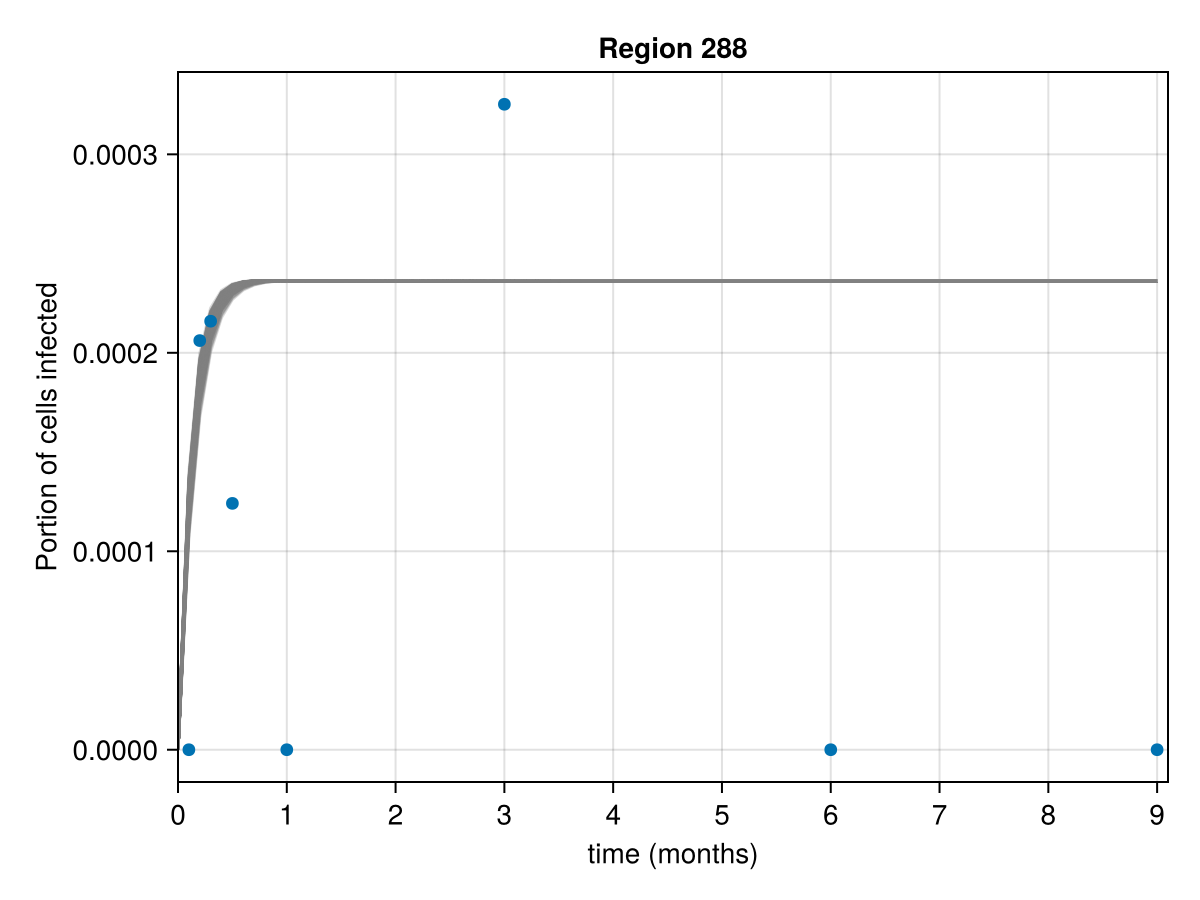 Region 288
Portion of cells infected
0.0003
0.0002
0.0001
0.0000
0 1 2 3 4 5 6 7 8 9
time (months)